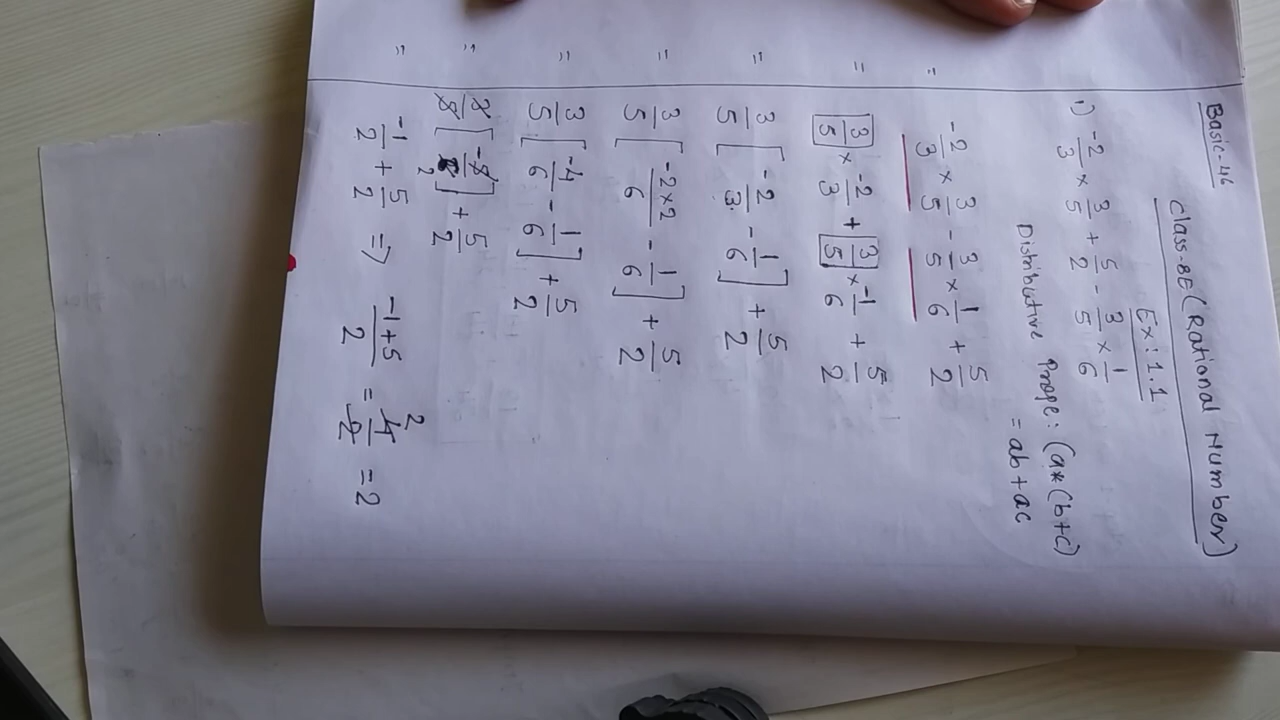 Basic-46
Class-8E (Rational Number)
Ex: 1.1
1) -2/3 × 3/5 + 5/2 - 3/5 × 1/6
Distributive Prope: (a*(b+c)
= ab+ac
= -2/3 × 3/5 - 3/5 × 1/6 + 5/2
= 3/5 × -2/3 + 3/5 × -1/6 + 5/2
= 3/5 [ -2/3 - 1/6 ] + 5/2
= 3/5 [ -2×2/6 - 1/6 ] + 5/2
= 3/5 [ -4/6 - 1/6 ] + 5/2
= 3/5 [ -5/6 2 ] + 5/2
= -1/2 + 5/2 => -1+5/2 = 4/2 2 = 2